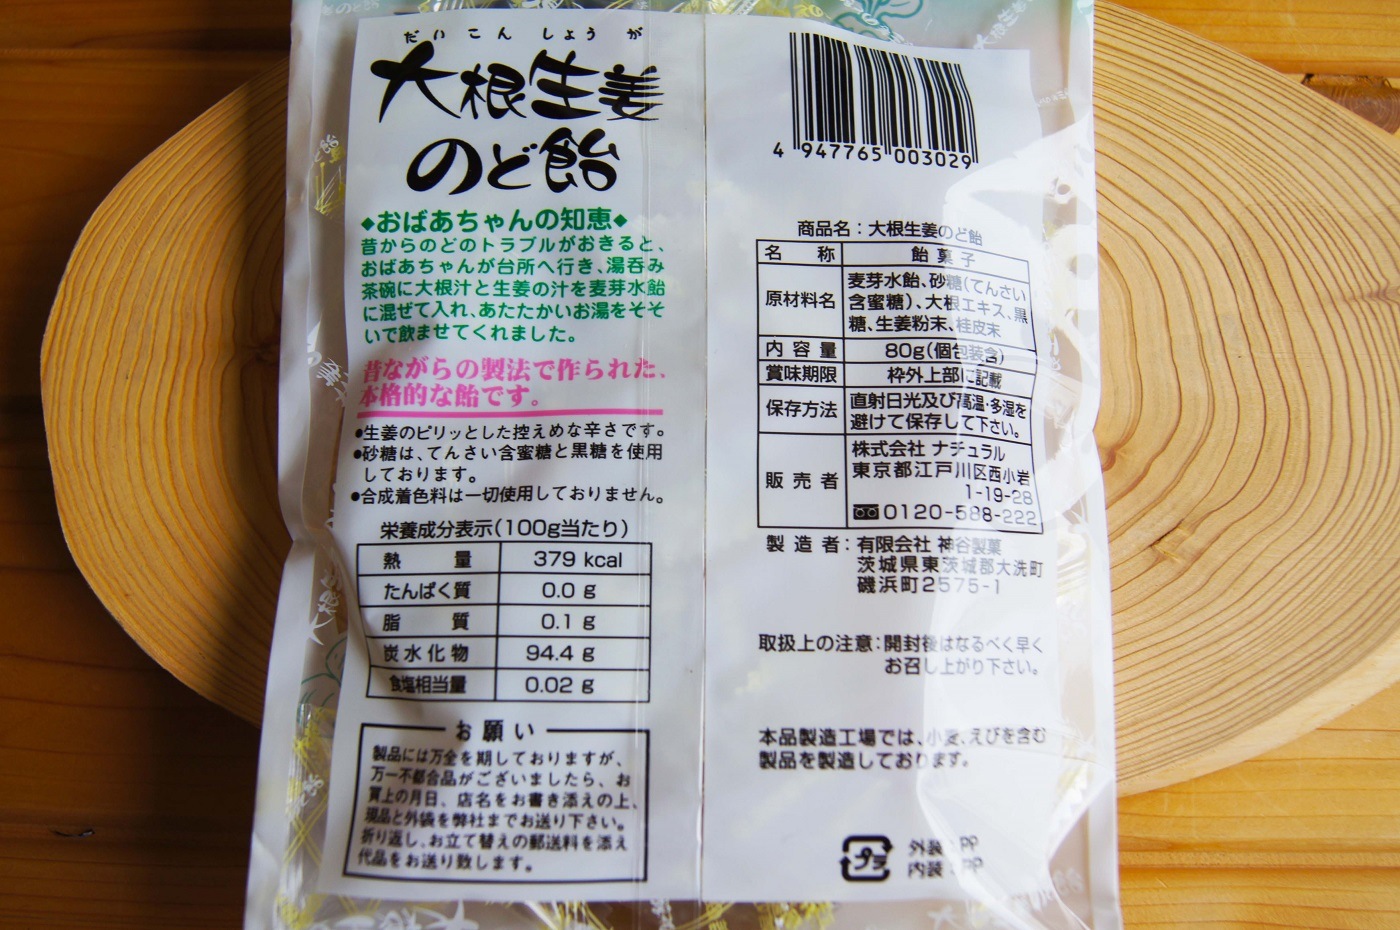 だいこんしょうが
大根生姜
のど飴
◆おばあちゃんの知恵◆
昔からのどのトラブルがおきると、
おばあちゃんが台所へ行き、湯呑み
茶碗に大根汁と生姜の汁を麦芽水飴
に混ぜて入れ、あたたかいお湯をそそ
いで飲ませてくれました。
昔ながらの製法で作られた、
本格的な飴です。
●生姜のピリッとした控えめな辛さです。
●砂糖は、てんさい含蜜糖と黒糖を使用
しております。
●合成着色料は一切使用しておりません。
栄養成分表示(100g当たり)
熱量 379 kcal
たんぱく質 0.0 g
脂質 0.1 g
炭水化物 94.4 g
食塩相当量 0.02 g
お願い
製品には万全を期しておりますが、
万一不都合品がございましたら、お
買上の月日、店名をお書き添えの上、
現品と外袋を弊社までお送り下さい。
折り返し、お立て替えの郵送料を添え
代品をお送り致します。
4 947765 003029
商品名：大根生姜のど飴
名称 飴菓子
原材料名 麦芽水飴、砂糖(てんさい
含蜜糖)、大根エキス、黒
糖、生姜粉末、桂皮末
内容量 80g(個包装含)
賞味期限 枠外上部に記載
保存方法 直射日光及び高温・多湿を
避けて保存して下さい。
販売者 株式会社 ナチュラル
東京都江戸川区西小岩
1-19-28
0120-588-222
製造者：有限会社 神谷製菓
茨城県東茨城郡大洗町
磯浜町2575-1
取扱上の注意：開封後はなるべく早く
お召し上がり下さい。
本品製造工場では、小麦、えびを含む
製品を製造しております。
プラ
外装：PP
内装：PP